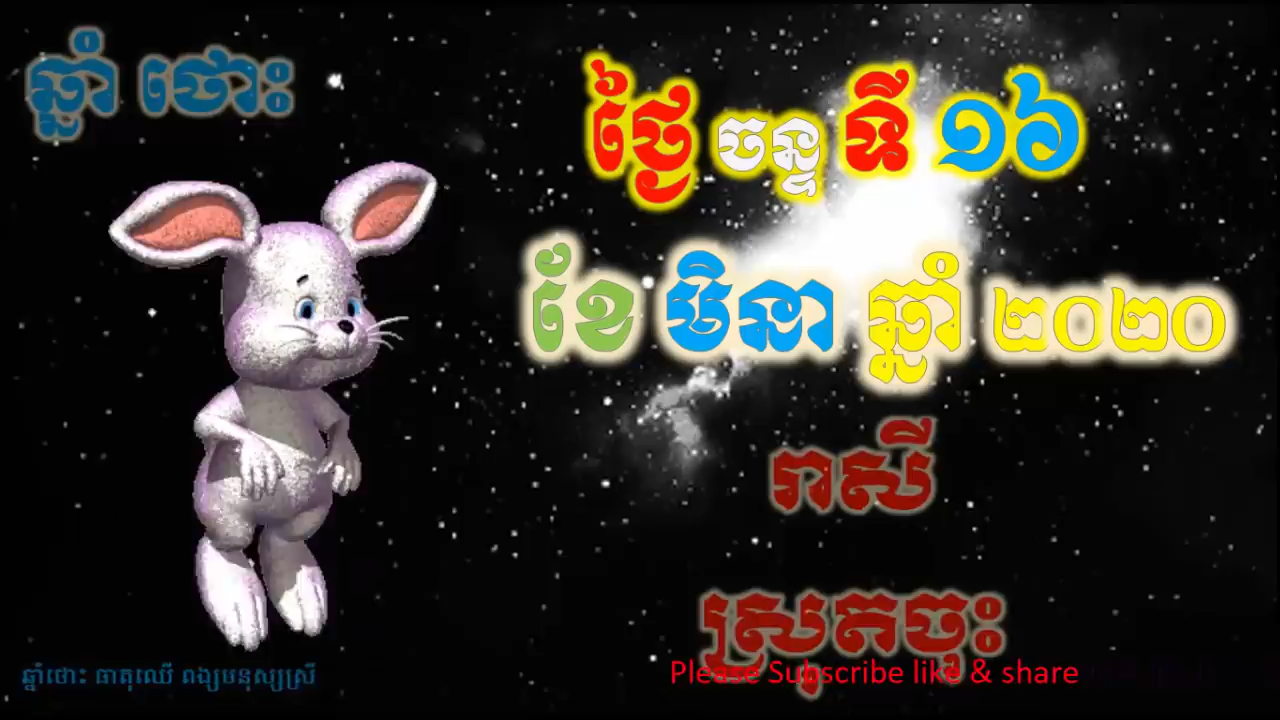 ឆ្នាំ ថោះ
ថ្ងៃ ចន្ទ ទី ១៦
ខែ មិនា ឆ្នាំ ២០២០
រាសី
ស្រុតចុះ
ឆ្នាំថោះ ធាតុឈើ ពង្សមនុស្សស្រី
Please Subscribe like & share